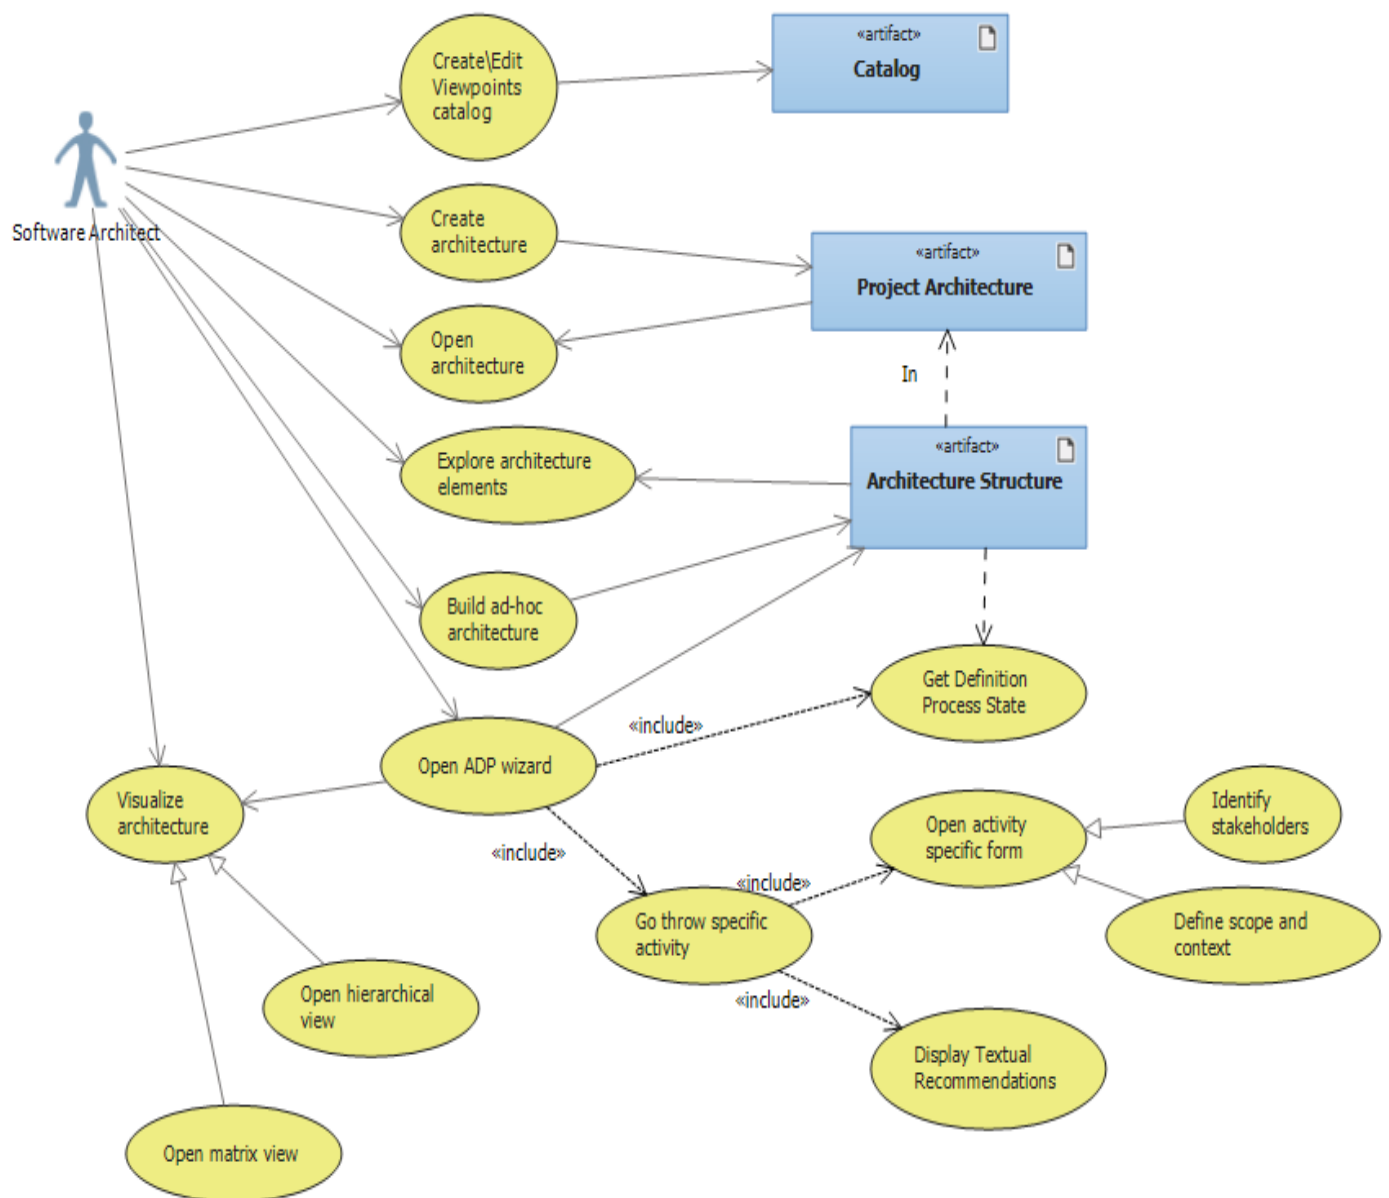 Create\Edit
Viewpoints
catalog
«artifact»
Catalog
Software Architect
Create
architecture
«artifact»
Project Architecture
Open
architecture
In
«artifact»
Architecture Structure
Explore architecture
elements
Build ad-hoc
architecture
Get Definition
Process State
«include»
Open ADP wizard
Visualize
architecture
Identify
stakeholders
Open activity
specific form
«include»
«include»
Go throw specific
activity
Define scope and
context
Open hierarchical
view
«include»
Display Textual
Recommendations
Open matrix view